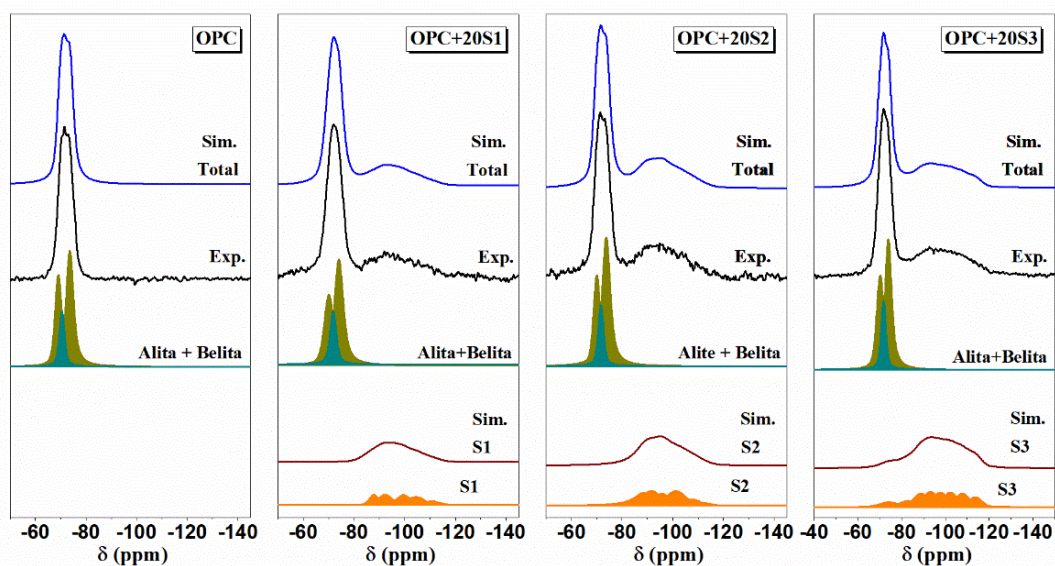 OPC
Sim.
Total
Exp.
Alita + Belita
-60 -80 -100 -120 -140
δ (ppm)
OPC+20S1
Sim.
Total
Exp.
Alita+Belita
Sim.
S1
S1
-60 -80 -100 -120 -140
δ (ppm)
OPC+20S2
Sim.
Total
Exp.
Alite + Belita
Sim.
S2
S2
-60 -80 -100 -120 -140
δ (ppm)
OPC+20S3
Sim.
Total
Exp.
Alita+Belita
Sim.
S3
S3
-40 -60 -80 -100 -120 -140
δ (ppm)